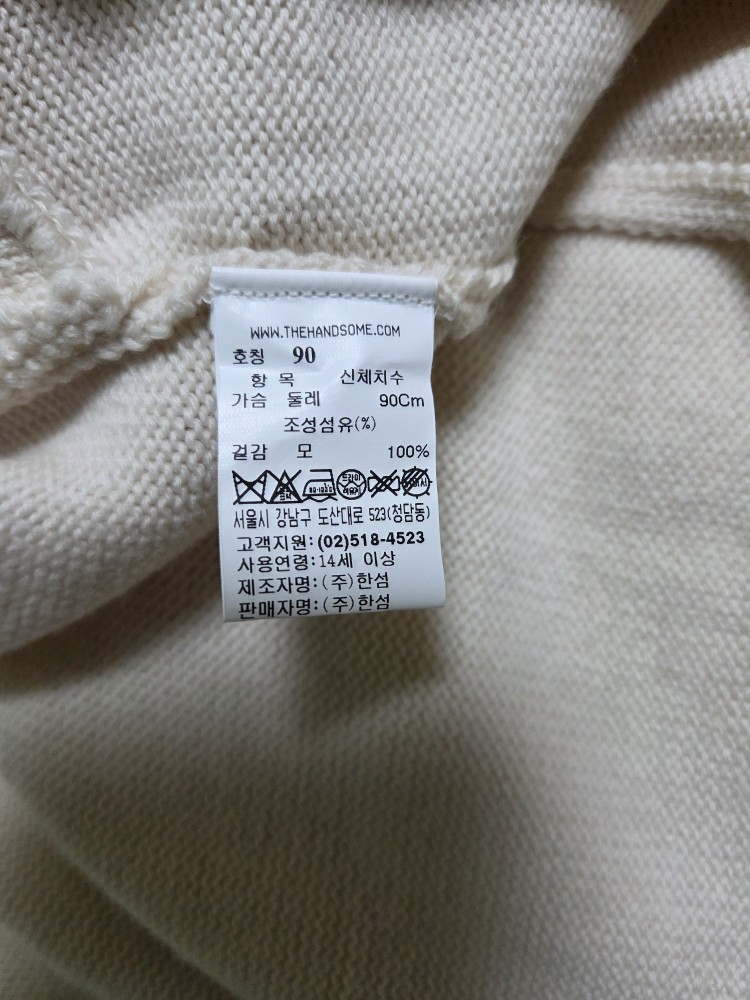 WWW.THEHANDSOME.COM
호칭 90
항 목 신체치수
가슴 둘레 90Cm
조성섬유(%)
겉감 모 100%
드라이
서울시 강남구 도산대로 523(청담동)
고객지원:(02)518-4523
사용연령:14세 이상
제조자명:(주)한섬
판매자명:(주)한섬